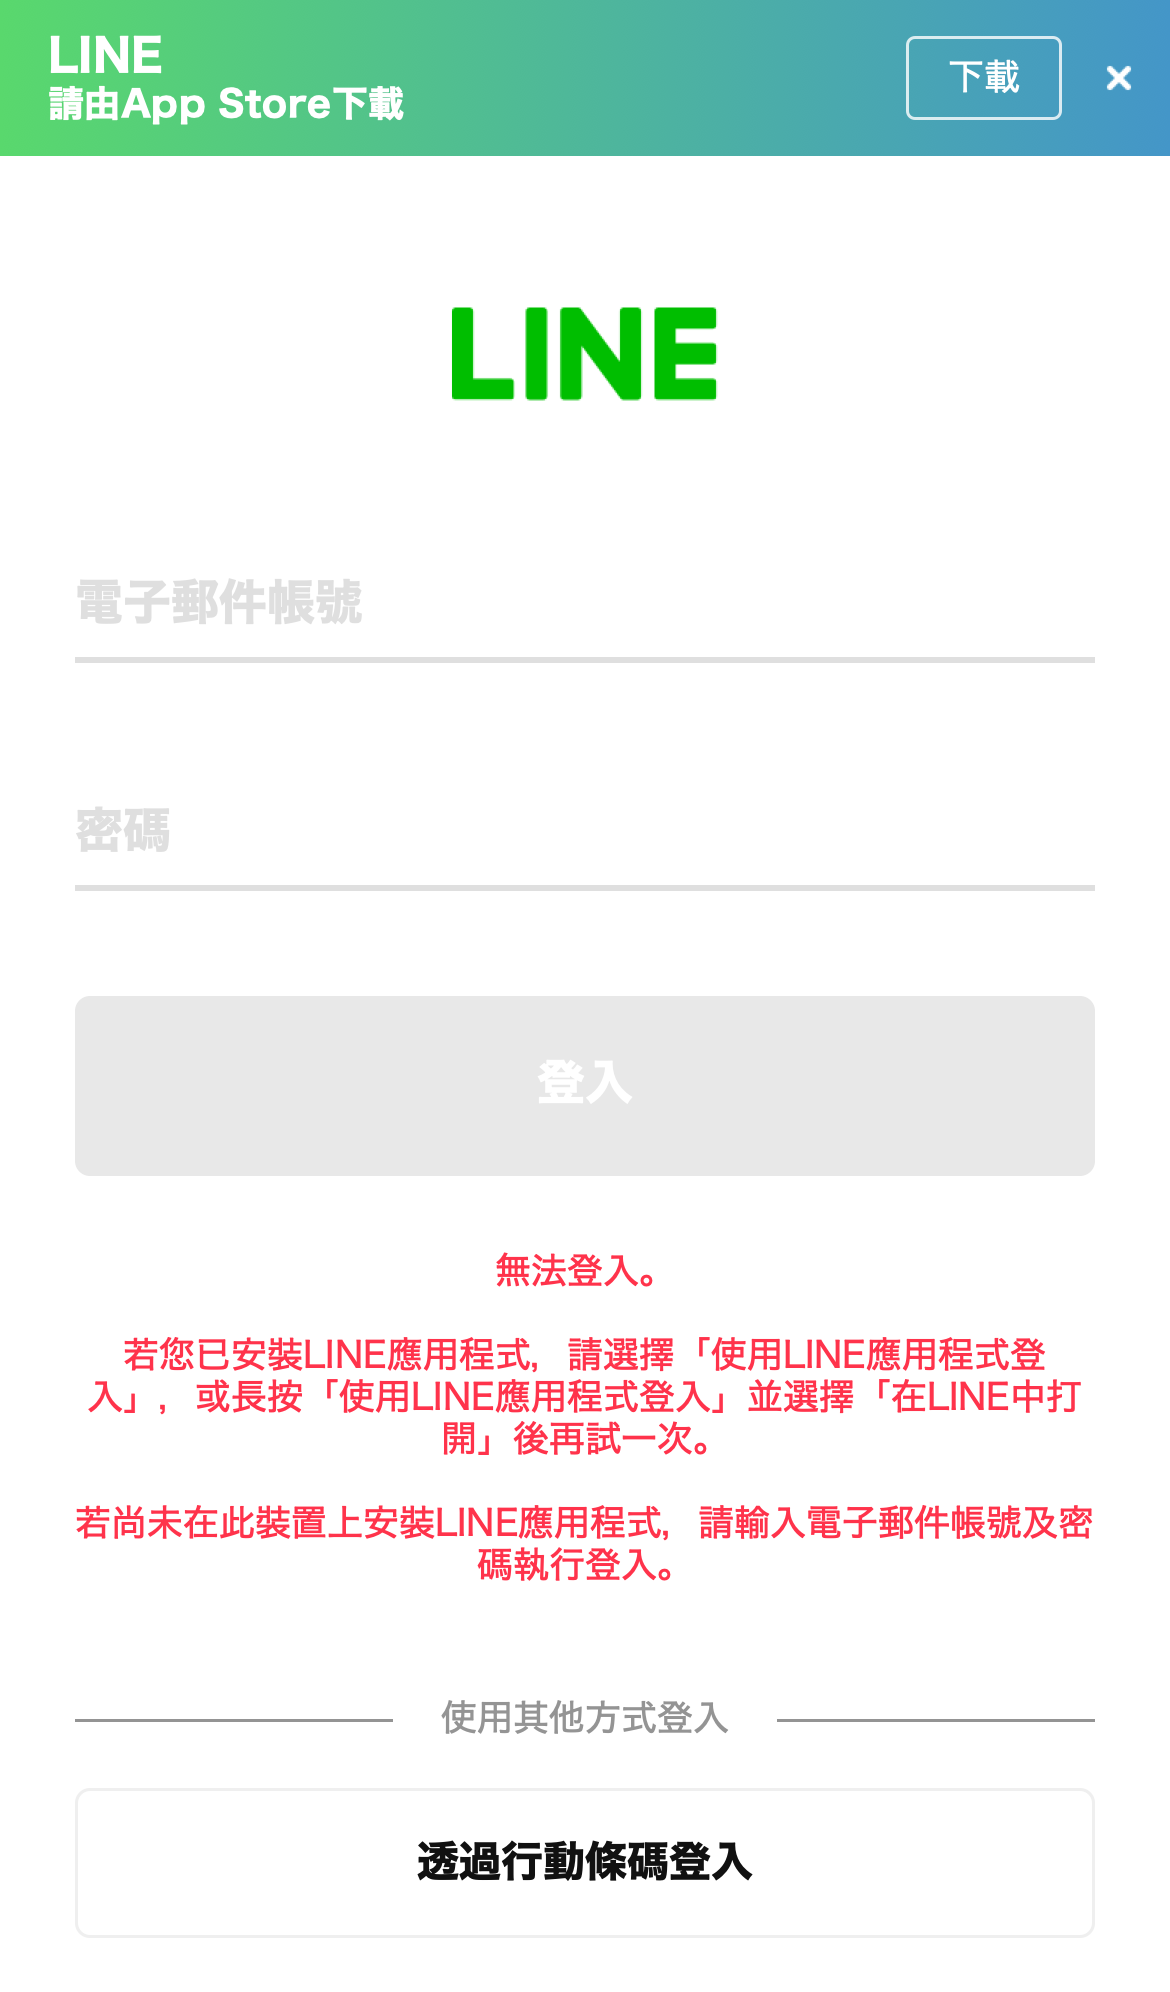 LINE
請由App Store下載
下載
LINE
電子郵件帳號
密碼
登入
無法登入。
若您已安裝LINE應用程式，請選擇「使用LINE應用程式登
入」，或長按「使用LINE應用程式登入」並選擇「在LINE中打
開」後再試一次。
若尚未在此裝置上安裝LINE應用程式，請輸入電子郵件帳號及密
碼執行登入。
使用其他方式登入
透過行動條碼登入